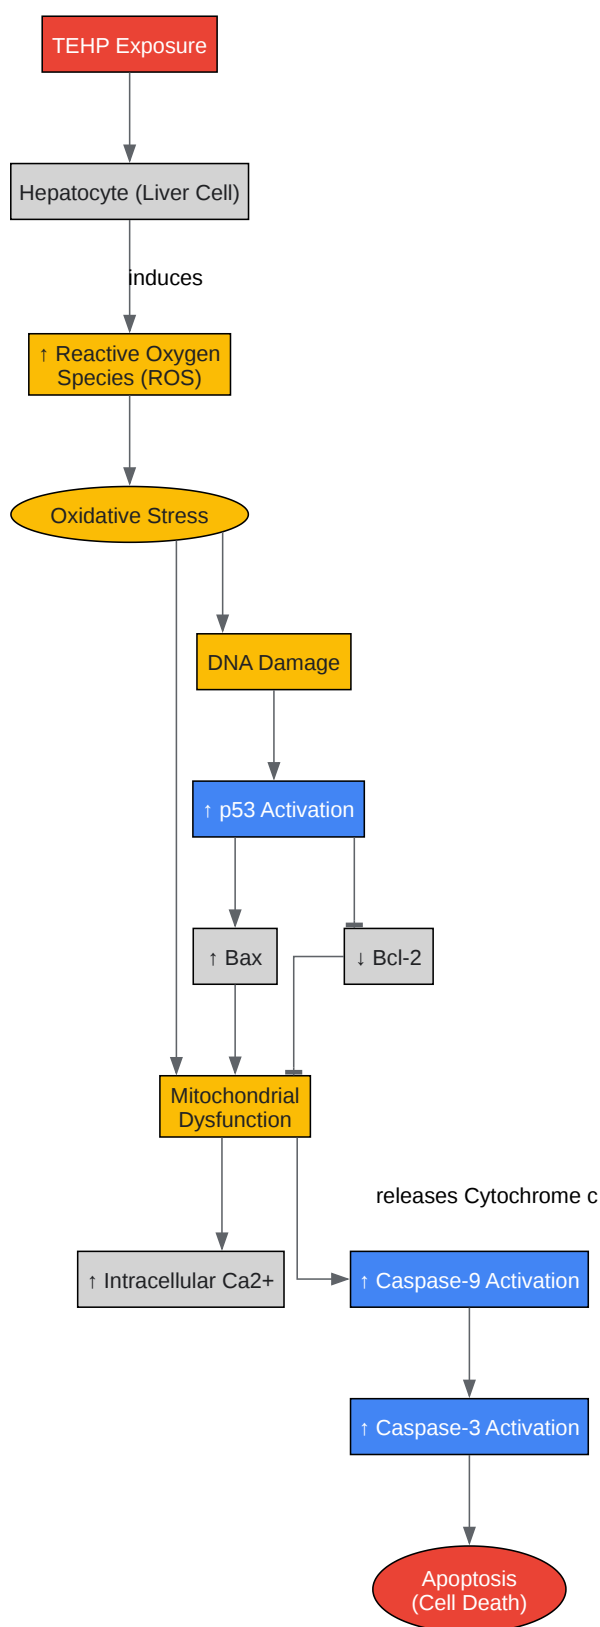 TEHP Exposure
Hepatocyte (Liver Cell)
induces
↑ Reactive Oxygen
Species (ROS)
Oxidative Stress
DNA Damage
↑ p53 Activation
↑ Bax
↓ Bcl-2
Mitochondrial
Dysfunction
releases Cytochrome c
↑ Intracellular Ca2+
↑ Caspase-9 Activation
↑ Caspase-3 Activation
Apoptosis
(Cell Death)